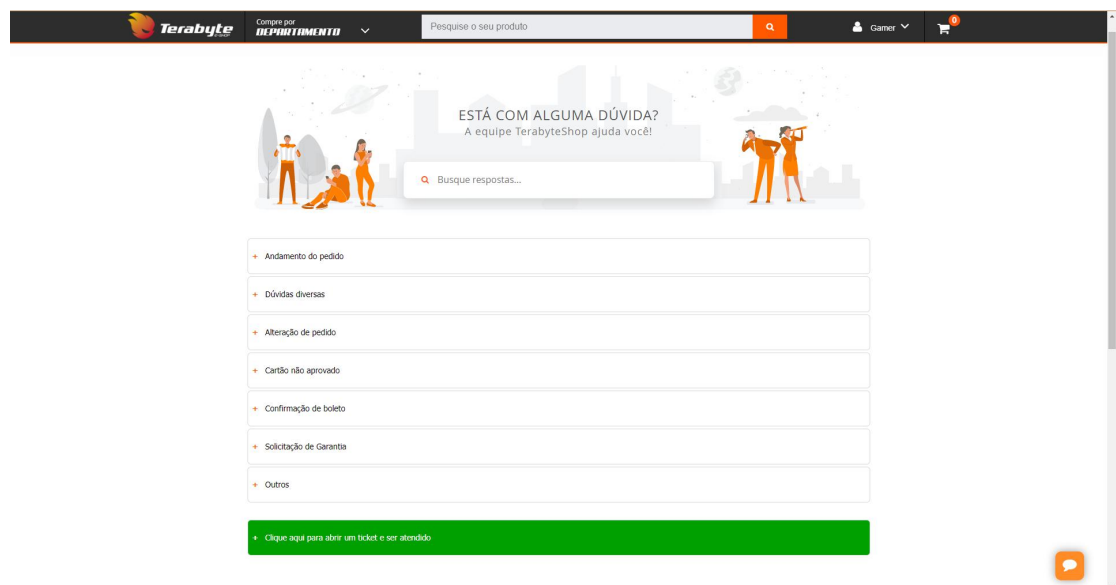 Terabyte
Compre por
DEPARTAMENTO
Pesquise o seu produto
Gamer
0
ESTÁ COM ALGUMA DÚVIDA?
A equipe TerabyteShop ajuda você!
Busque respostas...
+ Andamento do pedido
+ Dúvidas diversas
+ Alteração de pedido
+ Cartão não aprovado
+ Confirmação de boleto
+ Solicitação de Garantia
+ Outros
+ Clique aqui para abrir um ticket e ser atendido